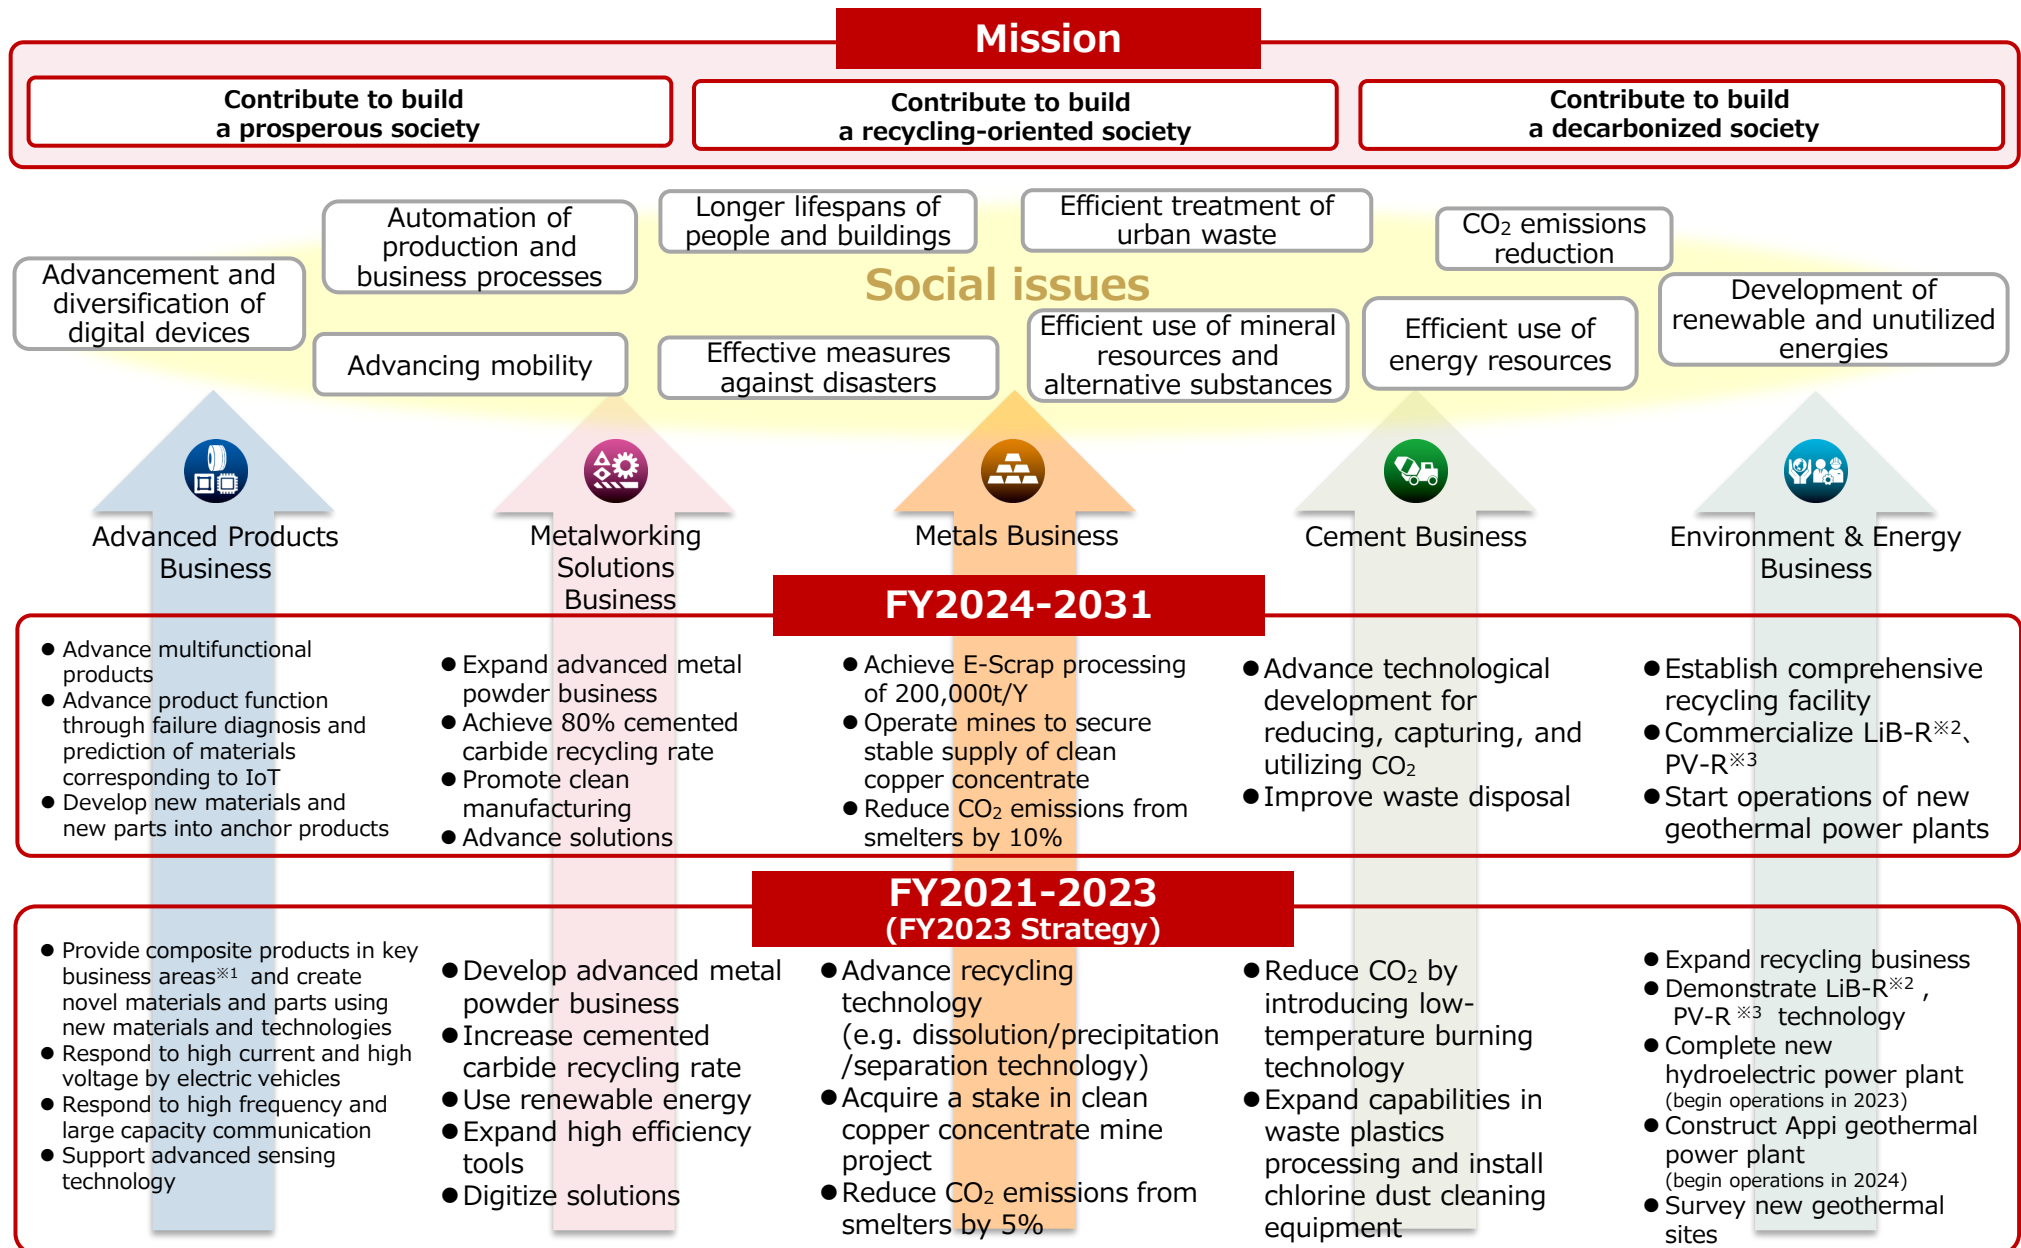 Mission
Contribute to build
a prosperous society
Contribute to build
a recycling-oriented society
Contribute to build
a decarbonized society
Advancement and
diversification of
digital devices
Automation of
production and
business processes
Longer lifespans of
people and buildings
Efficient treatment of
urban waste
CO₂ emissions
reduction
Social issues
Advancing mobility
Effective measures
against disasters
Efficient use of mineral
resources and
alternative substances
Efficient use of
energy resources
Development of
renewable and unutilized
energies
Advanced Products
Business
Metalworking
Solutions
Business
Metals Business
Cement Business
Environment & Energy
Business
FY2024-2031
● Advance multifunctional
products
● Advance product function
through failure diagnosis and
prediction of materials
corresponding to IoT
● Develop new materials and
new parts into anchor products
● Expand advanced metal
powder business
● Achieve 80% cemented
carbide recycling rate
● Promote clean
manufacturing
● Advance solutions
● Achieve E-Scrap processing
of 200,000t/Y
● Operate mines to secure
stable supply of clean
copper concentrate
● Reduce CO₂ emissions from
smelters by 10%
● Advance technological
development for
reducing, capturing, and
utilizing CO₂
● Improve waste disposal
● Establish comprehensive
recycling facility
● Commercialize LiB-R※2、
PV-R※3
● Start operations of new
geothermal power plants
FY2021-2023
(FY2023 Strategy)
● Provide composite products in key
business areas※1 and create
novel materials and parts using
new materials and technologies
● Respond to high current and high
voltage by electric vehicles
● Respond to high frequency and
large capacity communication
● Support advanced sensing
technology
● Develop advanced metal
powder business
● Increase cemented
carbide recycling rate
● Use renewable energy
● Expand high efficiency
tools
● Digitize solutions
● Advance recycling
technology
(e.g. dissolution/precipitation
/separation technology)
● Acquire a stake in clean
copper concentrate mine
project
● Reduce CO₂ emissions from
smelters by 5%
● Reduce CO₂ by
introducing low-
temperature burning
technology
● Expand capabilities in
waste plastics
processing and install
chlorine dust cleaning
equipment
● Expand recycling business
● Demonstrate LiB-R※2 ,
PV-R ※3 technology
● Complete new
hydroelectric power plant
(begin operations in 2023)
● Construct Appi geothermal
power plant
(begin operations in 2024)
● Survey new geothermal
sites